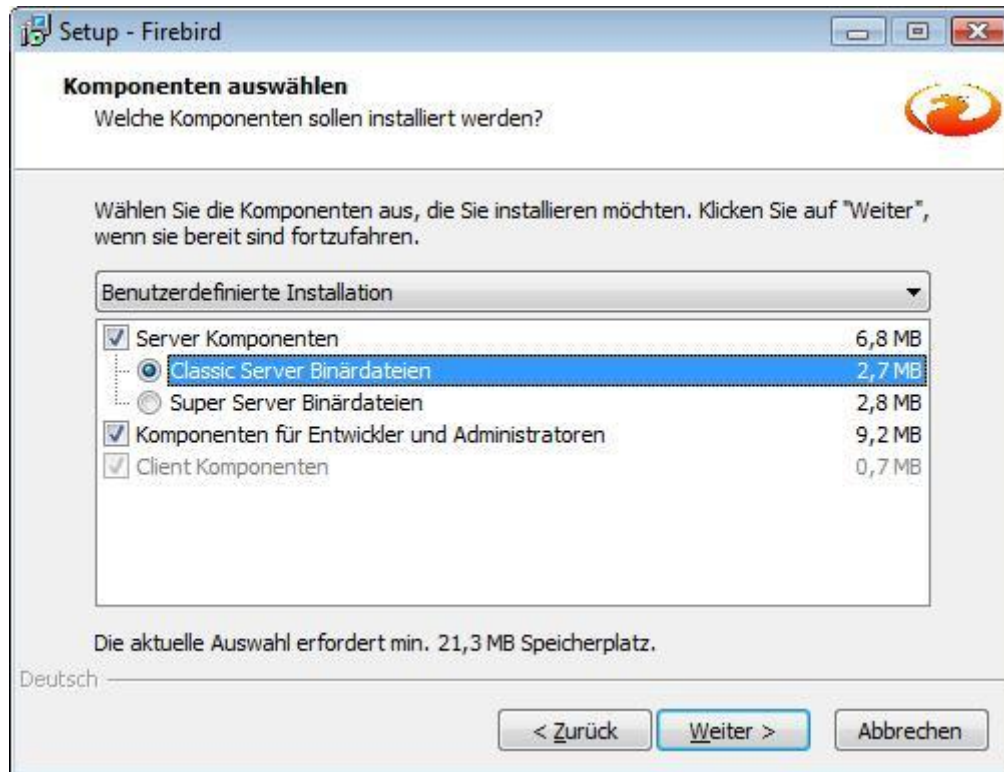 Setup - Firebird
Komponenten auswählen
Welche Komponenten sollen installiert werden?
Wählen Sie die Komponenten aus, die Sie installieren möchten. Klicken Sie auf "Weiter",
wenn sie bereit sind fortzufahren.
Benutzerdefinierte Installation
Server Komponenten 6,8 MB
Classic Server Binärdateien 2,7 MB
Super Server Binärdateien 2,8 MB
Komponenten für Entwickler und Administratoren 9,2 MB
Client Komponenten 0,7 MB
Die aktuelle Auswahl erfordert min. 21,3 MB Speicherplatz.
Deutsch
< Zurück Weiter > Abbrechen